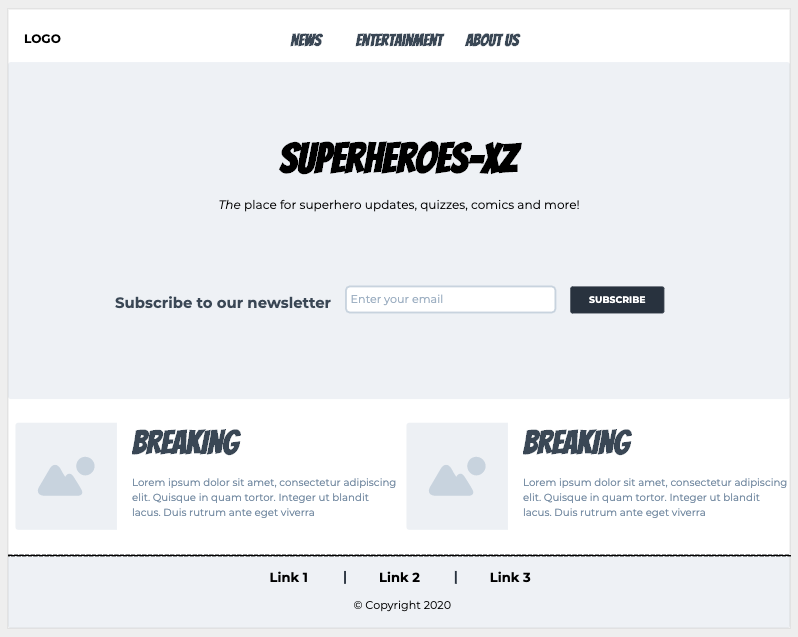 LOGO NEWS ENTERTAINMENT ABOUT US
SUPERHEROES-XZ
The place for superhero updates, quizzes, comics and more!
Subscribe to our newsletter Enter your email SUBSCRIBE
BREAKING
Lorem ipsum dolor sit amet, consectetur adipiscing
elit. Quisque in quam tortor. Integer ut blandit
lacus. Duis rutrum ante eget viverra
BREAKING
Lorem ipsum dolor sit amet, consectetur adipiscing
elit. Quisque in quam tortor. Integer ut blandit
lacus. Duis rutrum ante eget viverra
Link 1 | Link 2 | Link 3
© Copyright 2020